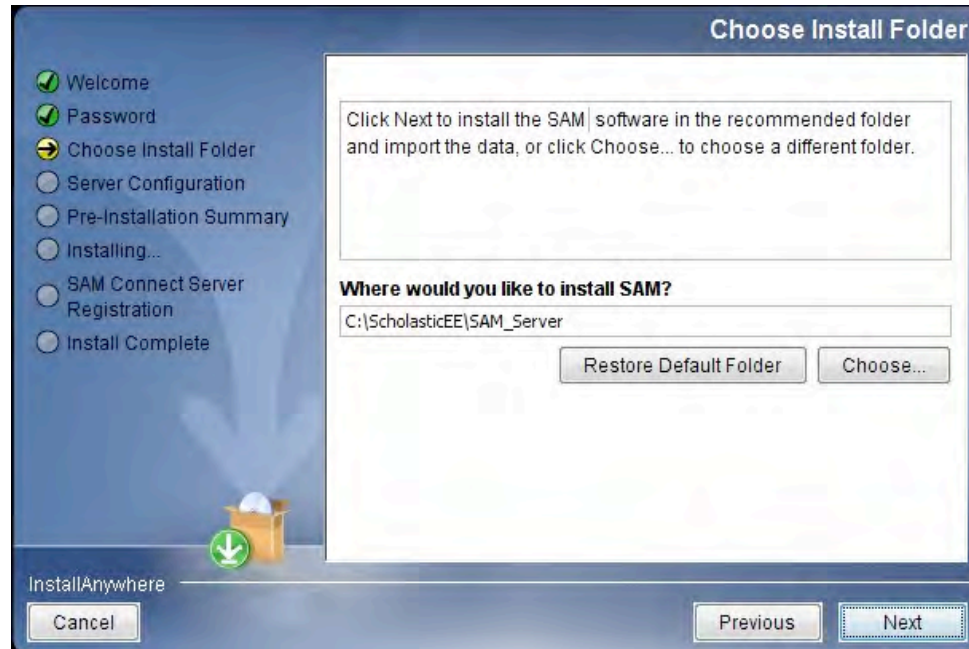 Choose Install Folder
Welcome
Password
Choose Install Folder
Server Configuration
Pre-Installation Summary
Installing...
SAM Connect Server
Registration
Install Complete
Click Next to install the SAM software in the recommended folder
and import the data, or click Choose... to choose a different folder.
Where would you like to install SAM?
C:\ScholasticEE\SAM_Server
Restore Default Folder
Choose...
InstallAnywhere
Cancel
Previous
Next